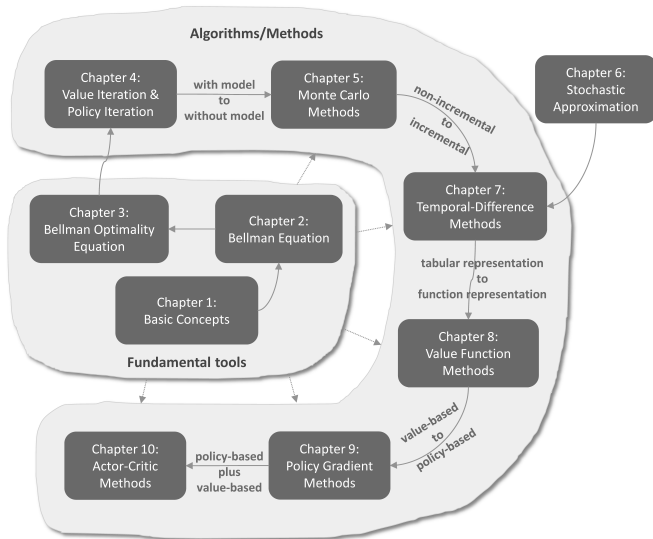 Algorithms/Methods
Chapter 4:
Value Iteration &
Policy Iteration
with model
to
without model
Chapter 5:
Monte Carlo
Methods
non-incremental
to
incremental
Chapter 6:
Stochastic
Approximation
Chapter 7:
Temporal-Difference
Methods
Chapter 3:
Bellman Optimality
Equation
Chapter 2:
Bellman Equation
Chapter 1:
Basic Concepts
Fundamental tools
tabular representation
to
function representation
Chapter 8:
Value Function
Methods
value-based
to
policy-based
Chapter 9:
Policy Gradient
Methods
policy-based
plus
value-based
Chapter 10:
Actor-Critic
Methods